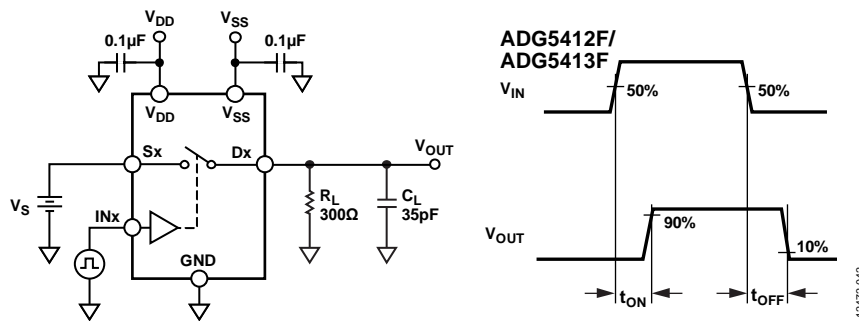 VDD
VSS
0.1µF
0.1µF
VDD
VSS
Sx
Dx
VOUT
VS
INx
RL
300Ω
CL
35pF
GND
ADG5412F/
ADG5413F
VIN
50%
50%
VOUT
90%
10%
tON
tOFF